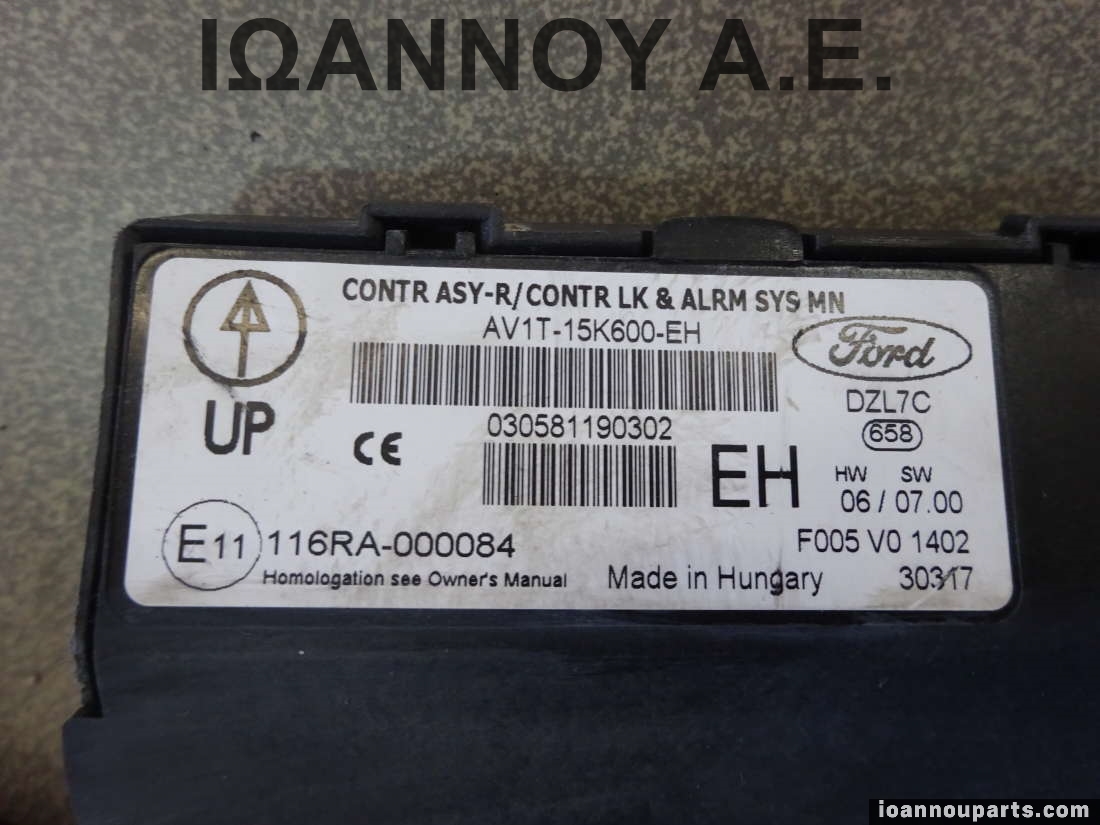 ΙΩΑΝΝΟΥ Α.Ε.
CONTR ASY-R/CONTR LK & ALRM SYS MN
AV1T-15K600-EH
Ford
UP
DZL7C
030581190302
658
CE
EH
HW SW
06 / 07.00
E11 116RA-000084
F005 V0 1402
Homologation see Owner's Manual
Made in Hungary
30317
ioannouparts.com